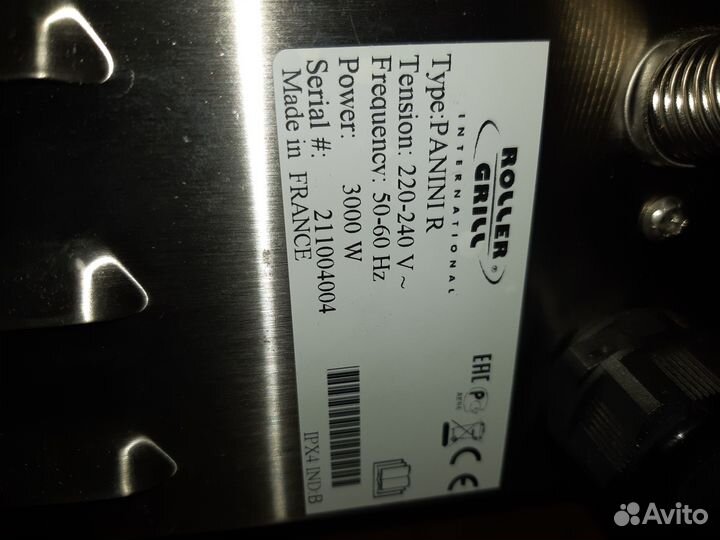 ROLLER
GRILL
®
INTERNATIONAL
Type:PANINI R
Tension: 220-240 V~
Frequency: 50-60 Hz
Power: 3000 W
Serial #: 211004004
Made in FRANCE
EAC
CE
IPX4 IND:B
Avito